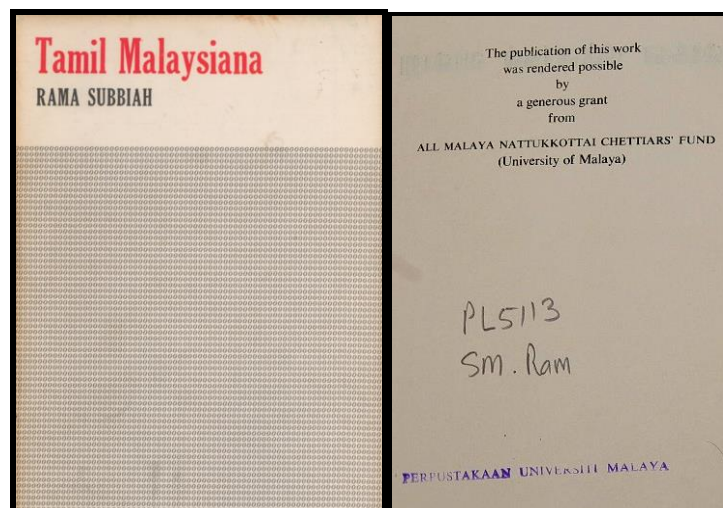 Tamil Malaysiana
RAMA SUBBIAH
The publication of this work
was rendered possible
by
a generous grant
from
ALL MALAYA NATTUKKOTTAI CHETTIARS' FUND
(University of Malaya)
PL5113
SM. Ram
PERPUSTAKAAN UNIVERSITI MALAYA